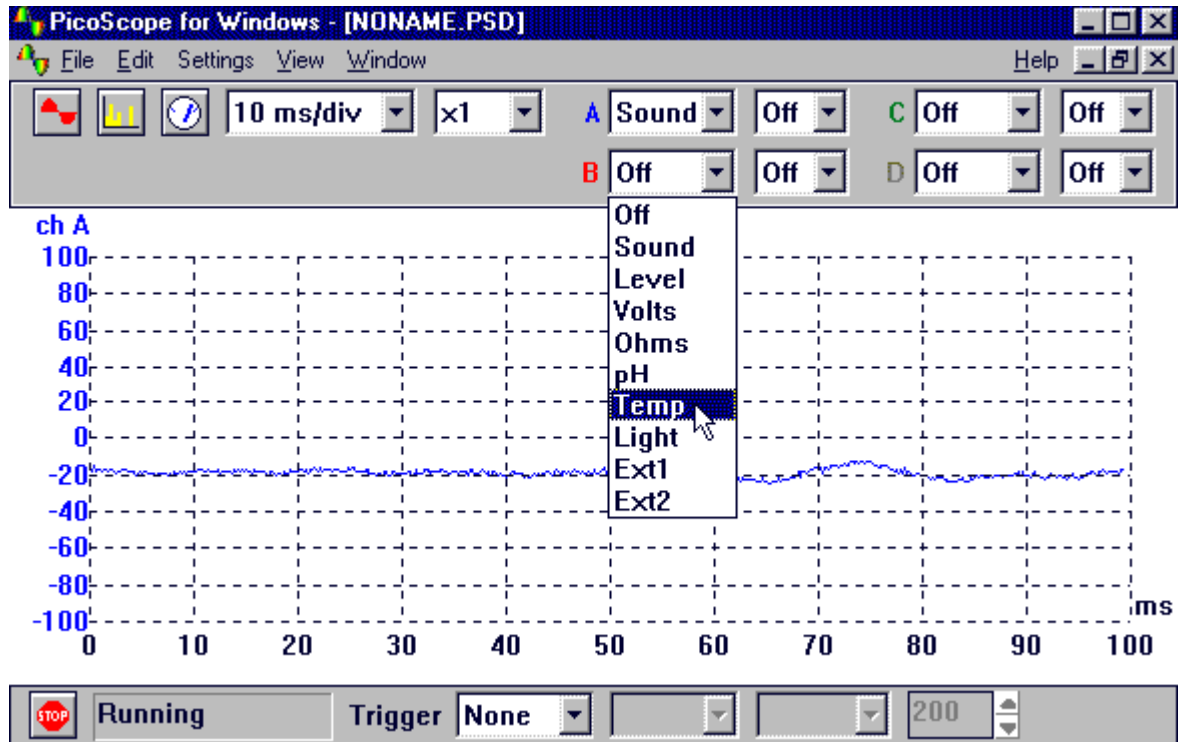 PicoScope for Windows - [NONAME.PSD]
File Edit Settings View Window Help
10 ms/div x1 A Sound Off C Off Off
B Off Off D Off Off
Off
Sound
Level
Volts
Ohms
pH
Temp
Light
Ext1
Ext2
ch A
100
80
60
40
20
0
-20
-40
-60
-80
-100
ms
0 10 20 30 40 50 60 70 80 90 100
STOP Running Trigger None 200